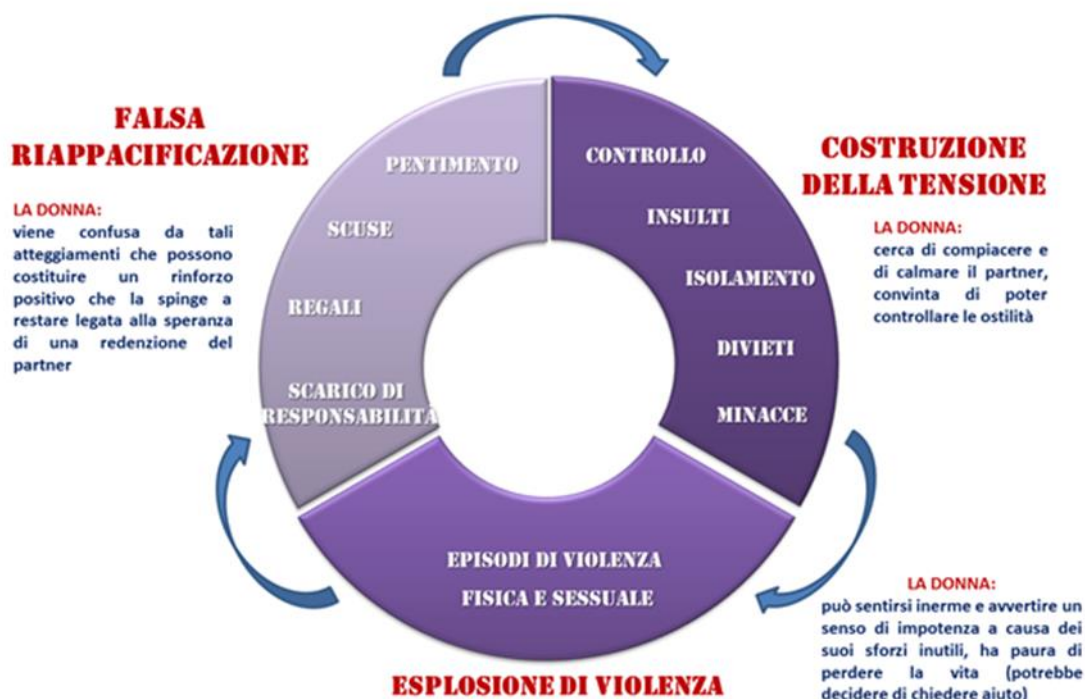 FALSA
RIAPPACIFICAZIONE
LA DONNA:
viene confusa da tali
atteggiamenti che possono
costituire un rinforzo
positivo che la spinge a
restare legata alla speranza
di una redenzione del
partner
PENTIMENTO
SCUSE
REGALI
SCARICO DI
RESPONSABILITÀ
CONTROLLO
INSULTI
ISOLAMENTO
DIVIETI
MINACCE
COSTRUZIONE
DELLA TENSIONE
LA DONNA:
cerca di compiacere e
di calmare il partner,
convinta di poter
controllare le ostilità
EPISODI DI VIOLENZA
FISICA E SESSUALE
ESPLOSIONE DI VIOLENZA
LA DONNA:
può sentirsi inerme e avvertire un
senso di impotenza a causa dei
suoi sforzi inutili, ha paura di
perdere la vita (potrebbe
decidere di chiedere aiuto)